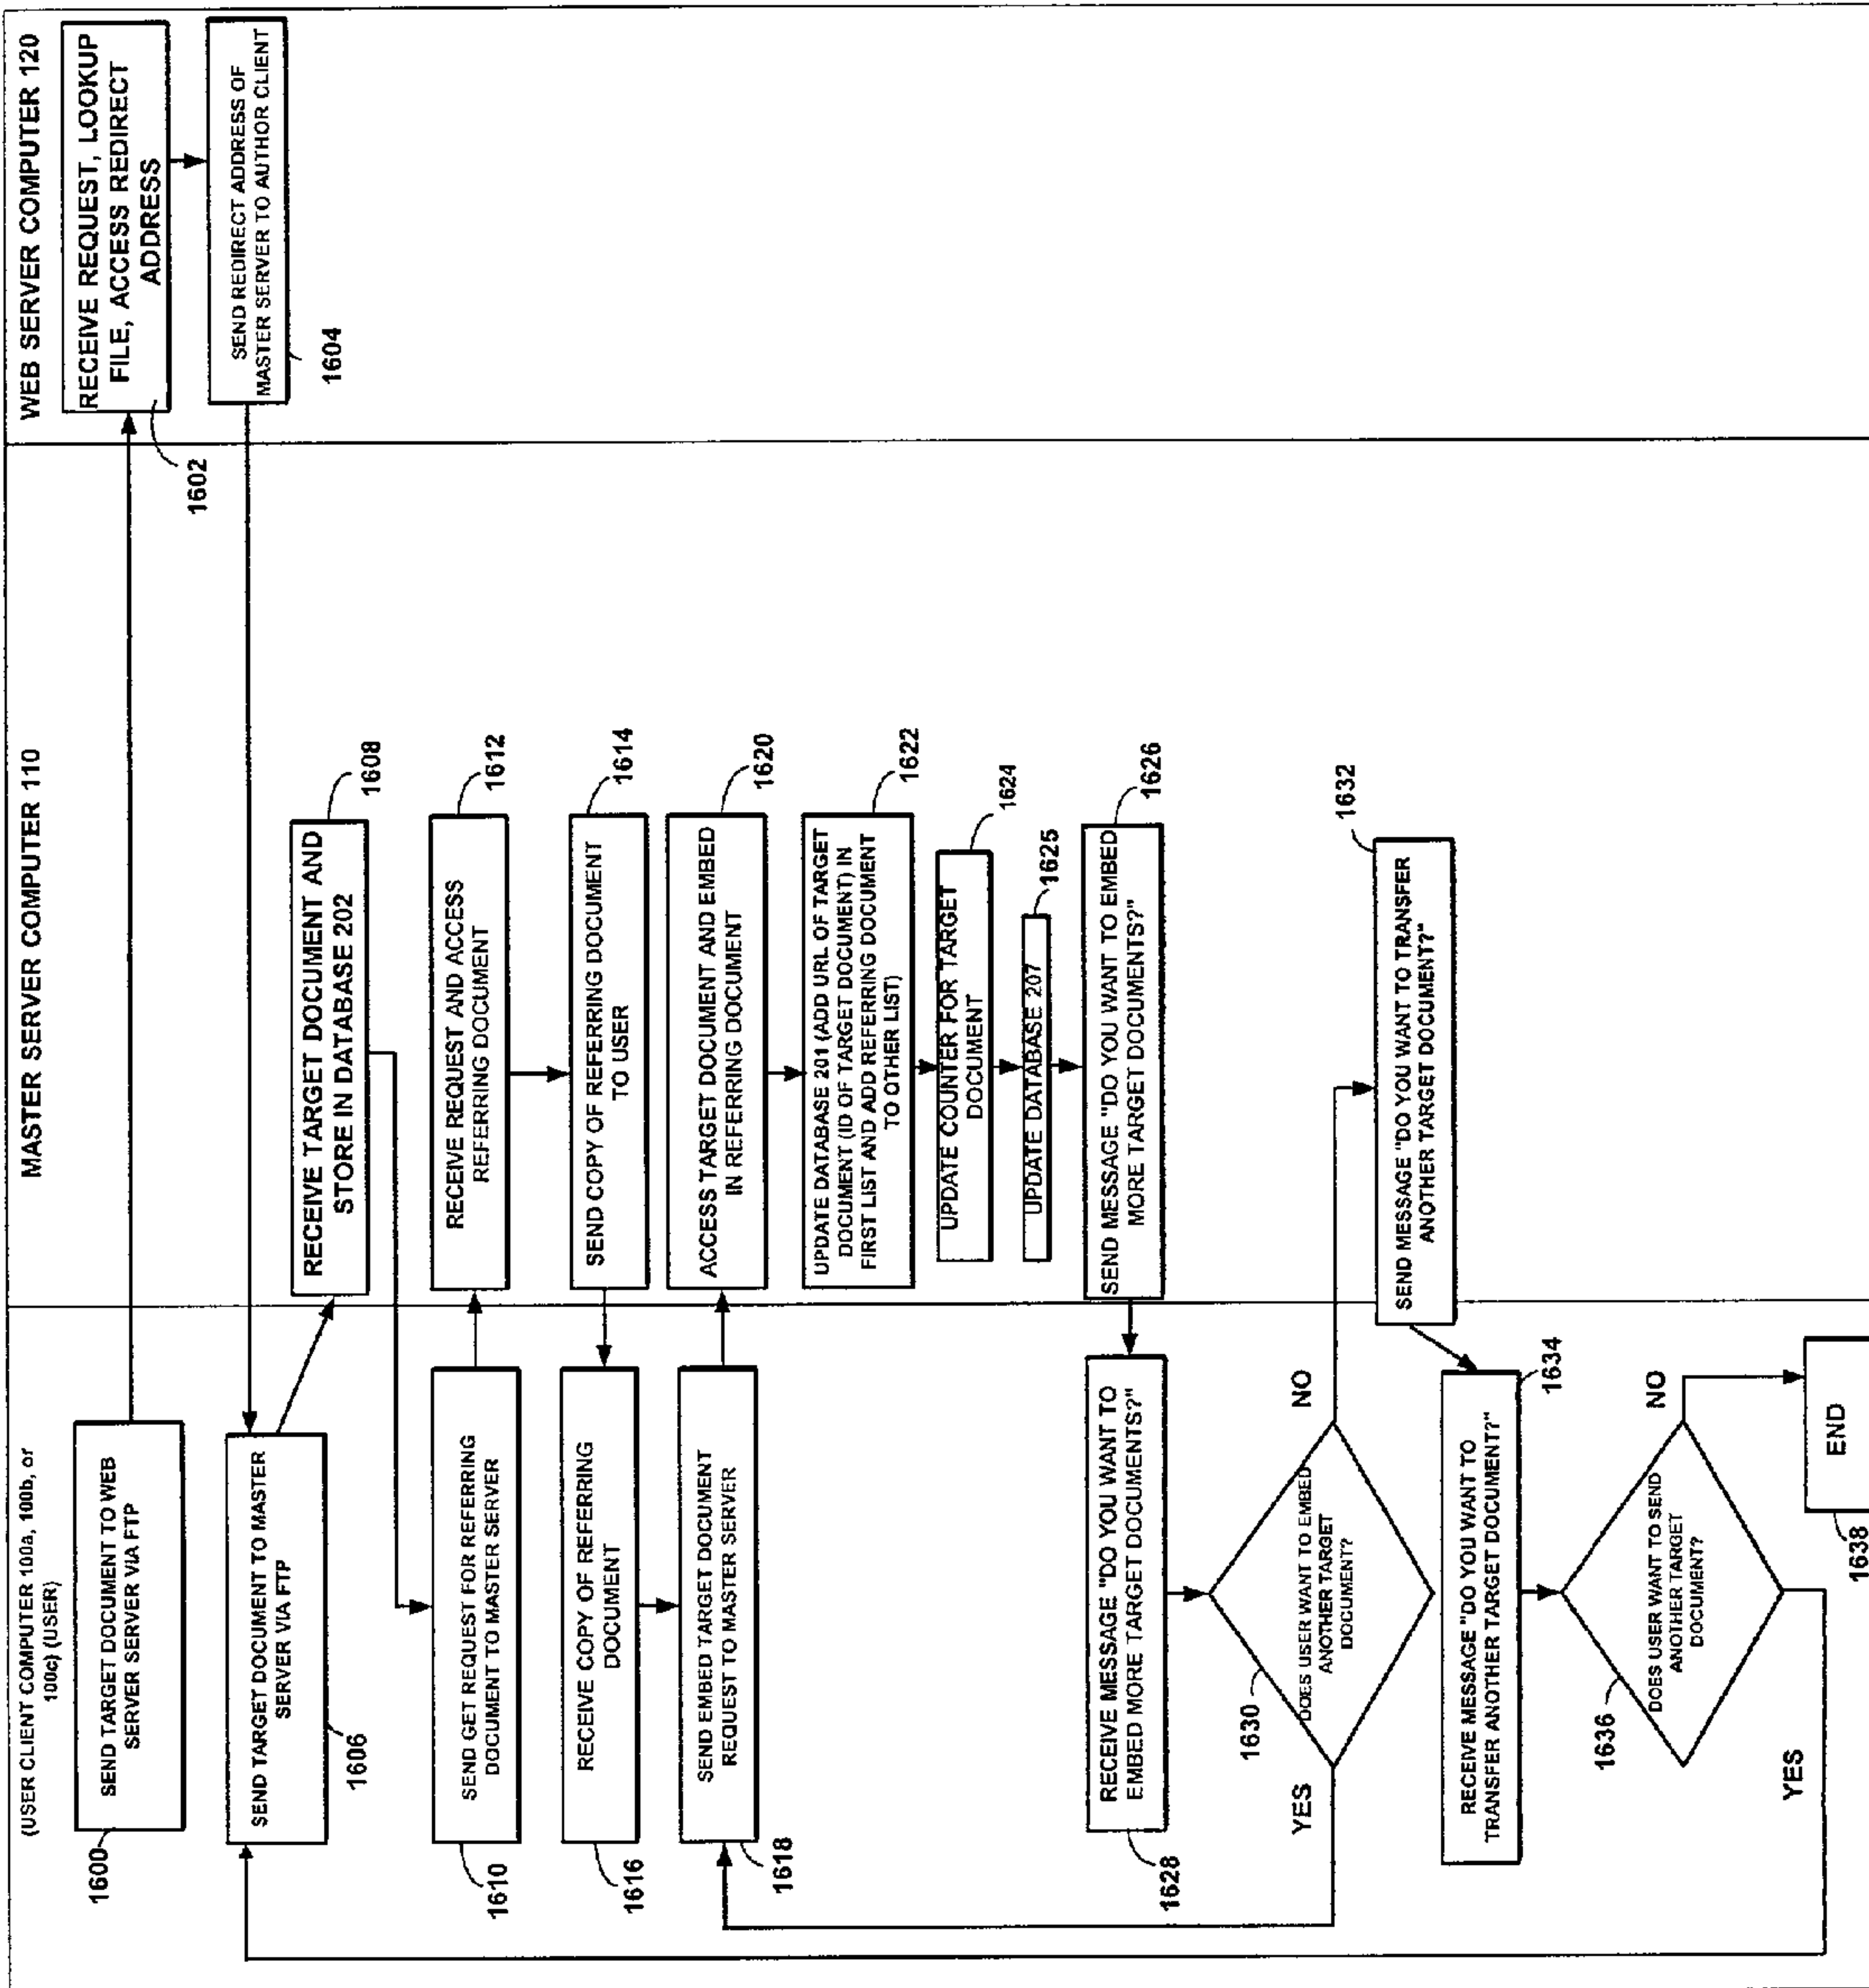 (USER CLIENT COMPUTER 100a, 100b, or
100c) (USER)
MASTER SERVER COMPUTER 110
WEB SERVER COMPUTER 120
1600
SEND TARGET DOCUMENT TO WEB
SERVER SERVER VIA FTP
RECEIVE REQUEST, LOOKUP
FILE, ACCESS REDIRECT
ADDRESS
1602
SEND REDIRECT ADDRESS OF
MASTER SERVER TO AUTHOR CLIENT
1604
SEND TARGET DOCUMENT TO MASTER
SERVER VIA FTP
1606
RECEIVE TARGET DOCUMENT AND
STORE IN DATABASE 202
1608
SEND GET REQUEST FOR REFERRING
DOCUMENT TO MASTER SERVER
1610
RECEIVE REQUEST AND ACCESS
REFERRING DOCUMENT
1612
SEND COPY OF REFERRING DOCUMENT
TO USER
1614
RECEIVE COPY OF REFERRING
DOCUMENT
1616
SEND EMBED TARGET DOCUMENT
REQUEST TO MASTER SERVER
1618
ACCESS TARGET DOCUMENT AND EMBED
IN REFERRING DOCUMENT
1620
UPDATE DATABASE 201 (ADD URL OF TARGET
DOCUMENT (ID OF TARGET DOCUMENT) IN
FIRST LIST AND ADD REFERRING DOCUMENT
TO OTHER LIST)
1622
UPDATE COUNTER FOR TARGET
DOCUMENT
1624
UPDATE DATABASE 207
1625
SEND MESSAGE "DO YOU WANT TO EMBED
MORE TARGET DOCUMENTS?"
1626
RECEIVE MESSAGE "DO YOU WANT TO
EMBED MORE TARGET DOCUMENTS?"
1628
1630
DOES USER WANT TO EMBED
ANOTHER TARGET
DOCUMENT?
YES
NO
SEND MESSAGE "DO YOU WANT TO TRANSFER
ANOTHER TARGET DOCUMENT?"
1632
RECEIVE MESSAGE "DO YOU WANT TO
TRANSFER ANOTHER TARGET DOCUMENT?"
1634
1636
DOES USER WANT TO SEND
ANOTHER TARGET
DOCUMENT?
YES
NO
END
1638